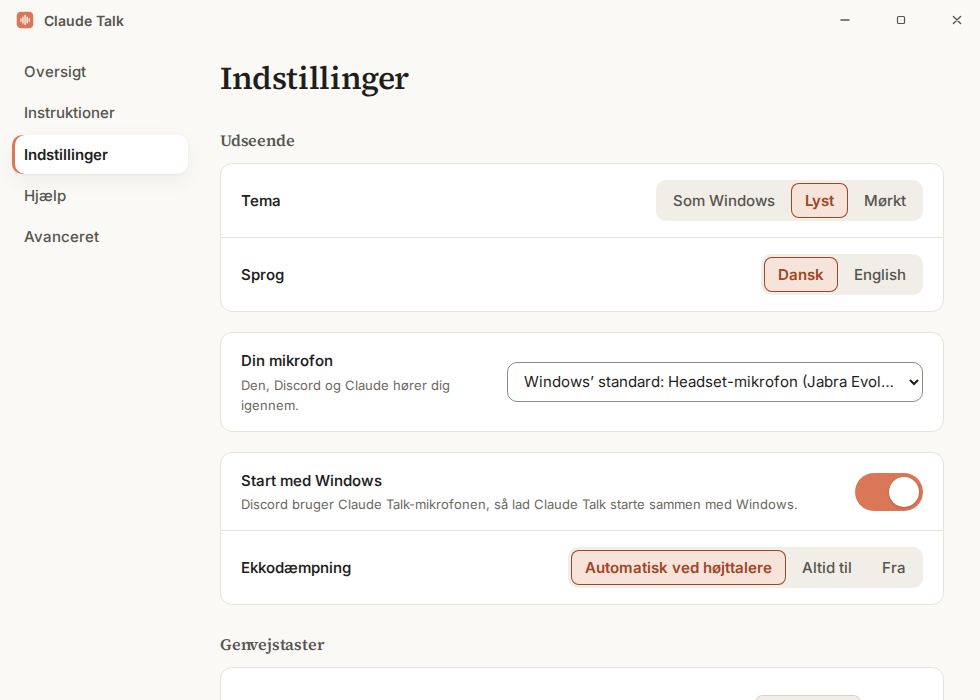 Claude Talk
Oversigt
Instruktioner
Indstillinger
Hjælp
Avanceret
Indstillinger
Udseende
Tema
Som Windows
Lyst
Mørkt
Sprog
Dansk
English
Din mikrofon
Den, Discord og Claude hører dig
igennem.
Windows’ standard: Headset-mikrofon (Jabra Evol...
Start med Windows
Discord bruger Claude Talk-mikrofonen, så lad Claude Talk starte sammen med Windows.
Ekkodæmpning
Automatisk ved højttalere
Altid til
Fra
Genvejstaster